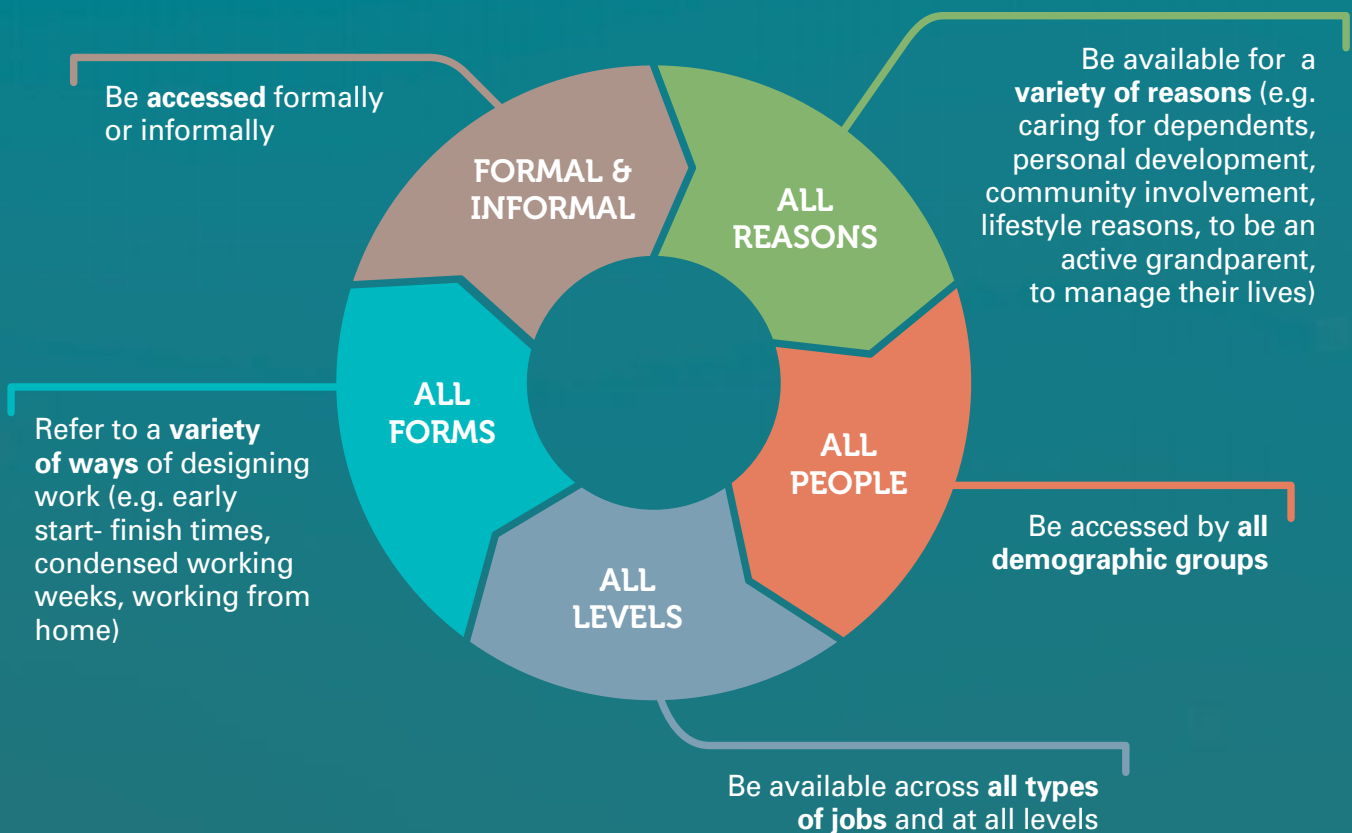 Be accessed formally
or informally
FORMAL &
INFORMAL
Be available for a
variety of reasons (e.g.
caring for dependents,
personal development,
community involvement,
lifestyle reasons, to be an
active grandparent,
to manage their lives)
ALL
REASONS
ALL
PEOPLE
Be accessed by all
demographic groups
ALL
LEVELS
Be available across all types
of jobs and at all levels
ALL
FORMS
Refer to a variety
of ways of designing
work (e.g. early
start- finish times,
condensed working
weeks, working from
home)